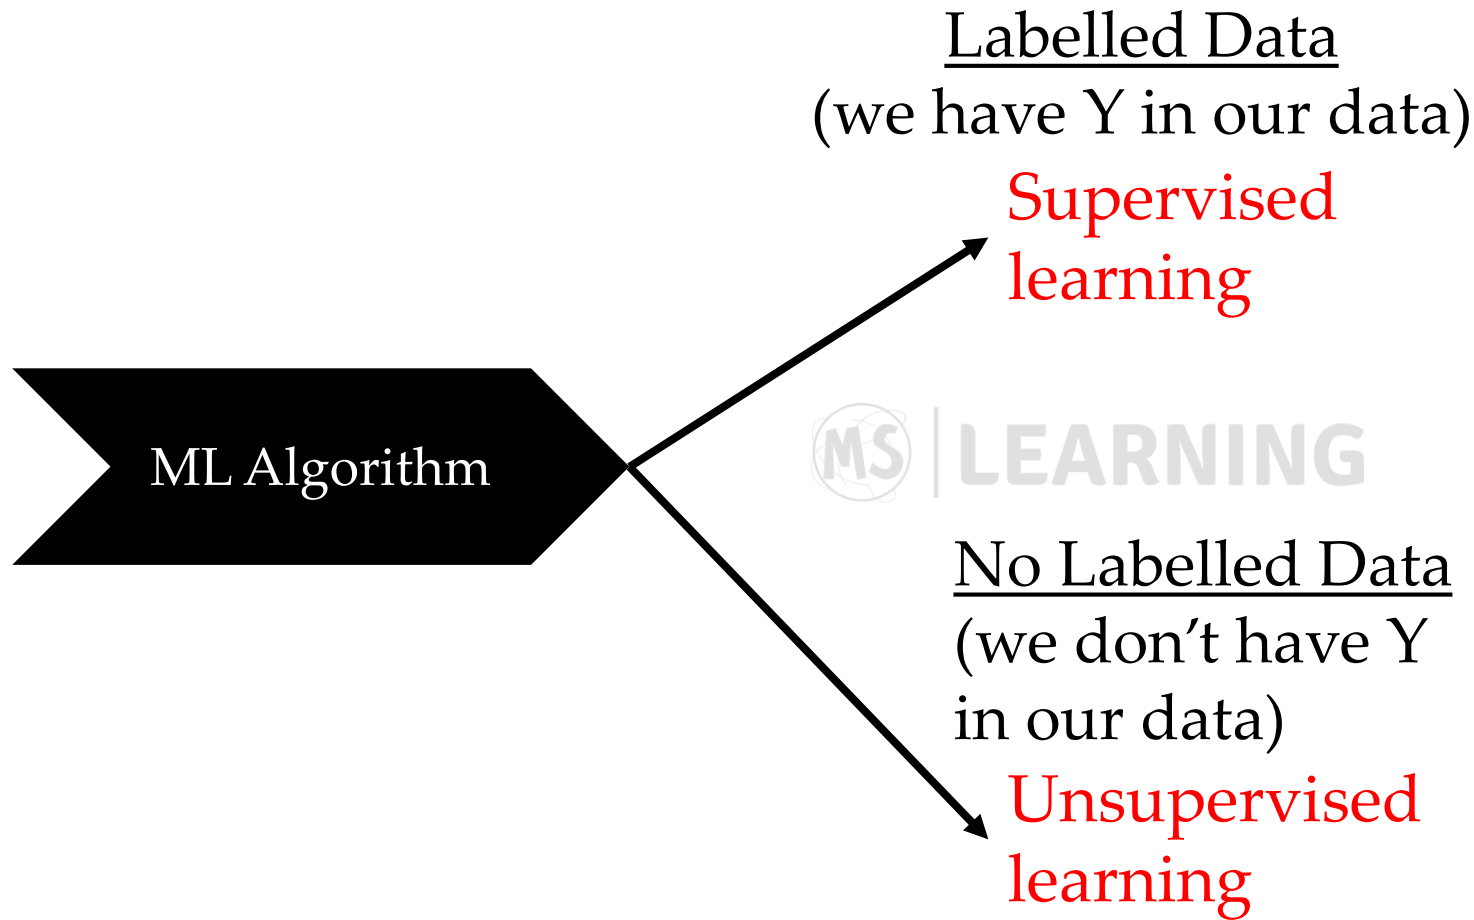 Labelled Data
(we have Y in our data)
Supervised
learning
ML Algorithm
MS LEARNING
No Labelled Data
(we don’t have Y
in our data)
Unsupervised
learning